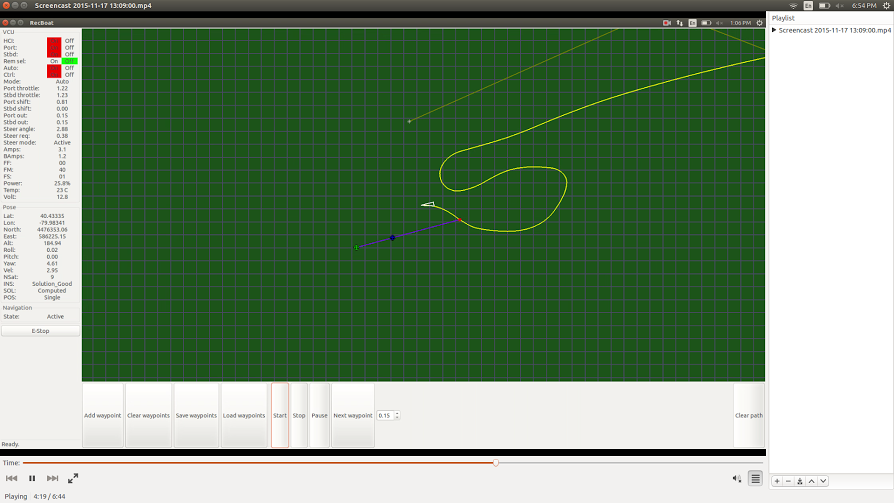 Screencast 2015-11-17 13:09:00.mp4
En
6:54 PM
Playlist
Screencast 2015-11-17 13:09:00.mp4
RecBoat
En
1:06 PM
VCU
HCI: Off
Port: Off
Stbd: Off
Rem sel: On Off
Auto: Off
Ctrl: Off
Mode: Auto
Port throttle: 1.22
Stbd throttle: 1.23
Port shift: 0.81
Stbd shift: 0.00
Port out: 0.15
Stbd out: 0.15
Steer angle: 2.88
Steer req: 0.38
Steer mode: Active
Amps: 3.1
BAmps: 1.2
FF: 00
FM: 40
FS: 01
Power: 25.8%
Temp: 23 C
Volt: 12.8
Pose
Lat: 40.43335
Lon: -79.98341
North: 4476353.06
East: 586225.15
Alt: 184.94
Roll: 0.02
Pitch: 0.00
Yaw: 4.61
Vel: 2.95
NSat: 9
INS: Solution_Good
SOL: Computed
POS: Single
Navigation
State: Active
E-Stop
Add waypoint
Clear waypoints
Save waypoints
Load waypoints
Start
Stop
Pause
Next waypoint
0.15
Clear path
Ready.
Time:
Playing 4:19 / 6:44